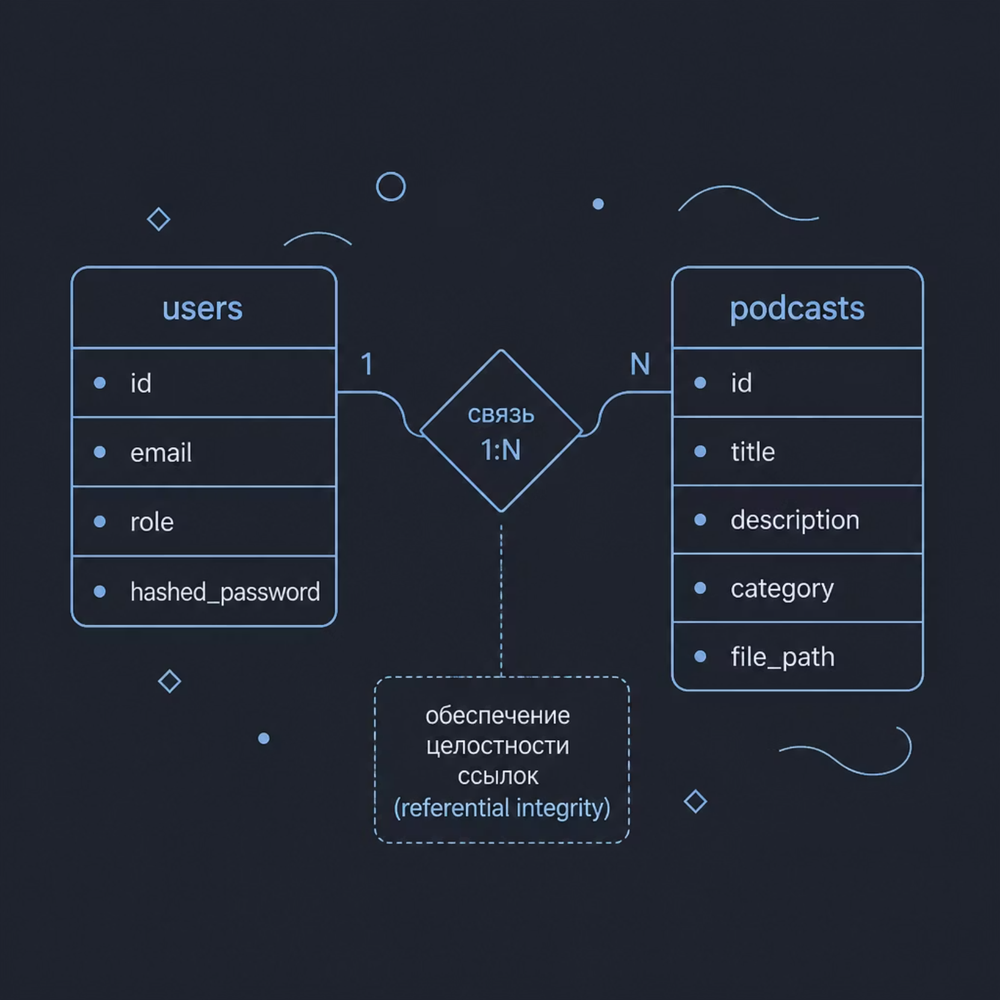 users
id
email
role
hashed_password
1
связь
1:N
N
podcasts
id
title
description
category
file_path
обеспечение
целостности
ссылок
(referential integrity)